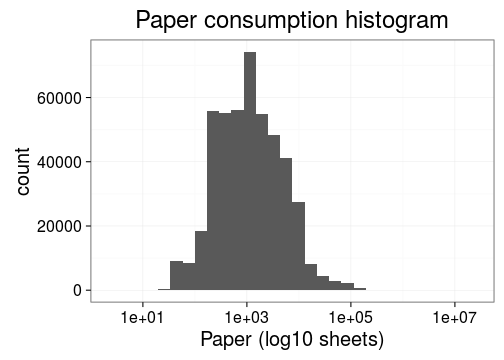 Paper consumption histogram
count
60000
40000
20000
0
1e+01 1e+03 1e+05 1e+07
Paper (log10 sheets)